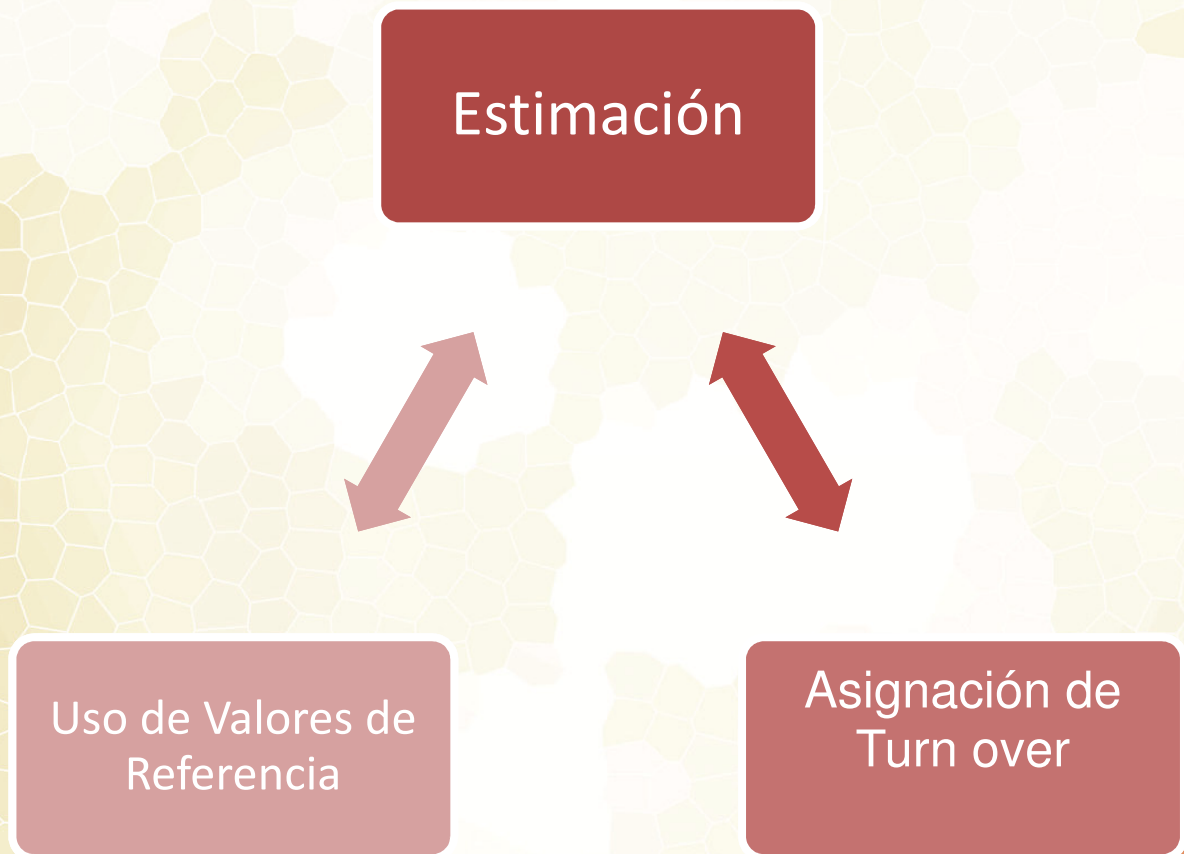 Estimación
Uso de Valores de
Referencia
Asignación de
Turn over